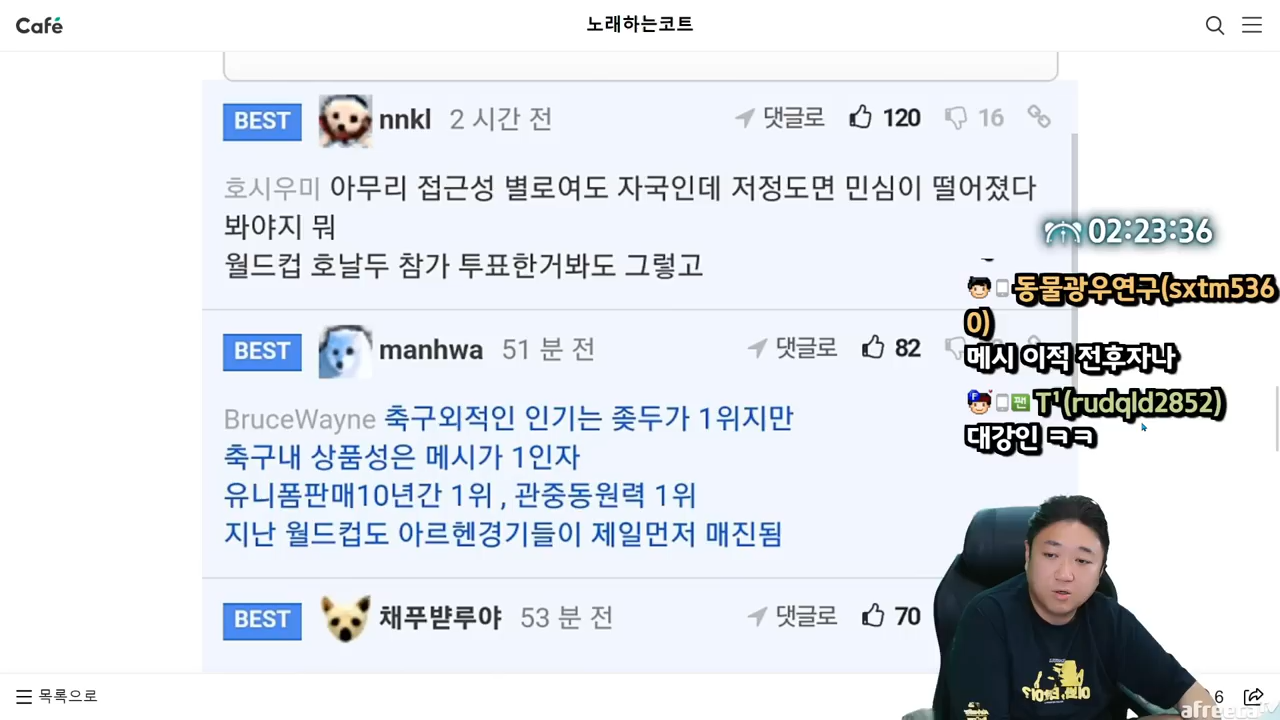 Café
노래하는코트
BEST nnkl 2 시간 전 댓글로 120 16
호시우미 아무리 접근성 별로여도 자국인데 저정도면 민심이 떨어졌다
봐야지 뭐
월드컵 호날두 참가 투표한거봐도 그렇고
02:23:36
동물광우연구(sxtm536
0)
메시 이적 전후자나
T¹(rudqld2852)
대강인 ㅋㅋ
BEST manhwa 51 분 전 댓글로 82
BruceWayne 축구외적인 인기는 좆두가 1위지만
축구내 상품성은 메시가 1인자
유니폼판매10년간 1위 , 관중동원력 1위
지난 월드컵도 아르헨경기들이 제일먼저 매진됨
BEST 채푸뱓루야 53 분 전 댓글로 70
목록으로
6